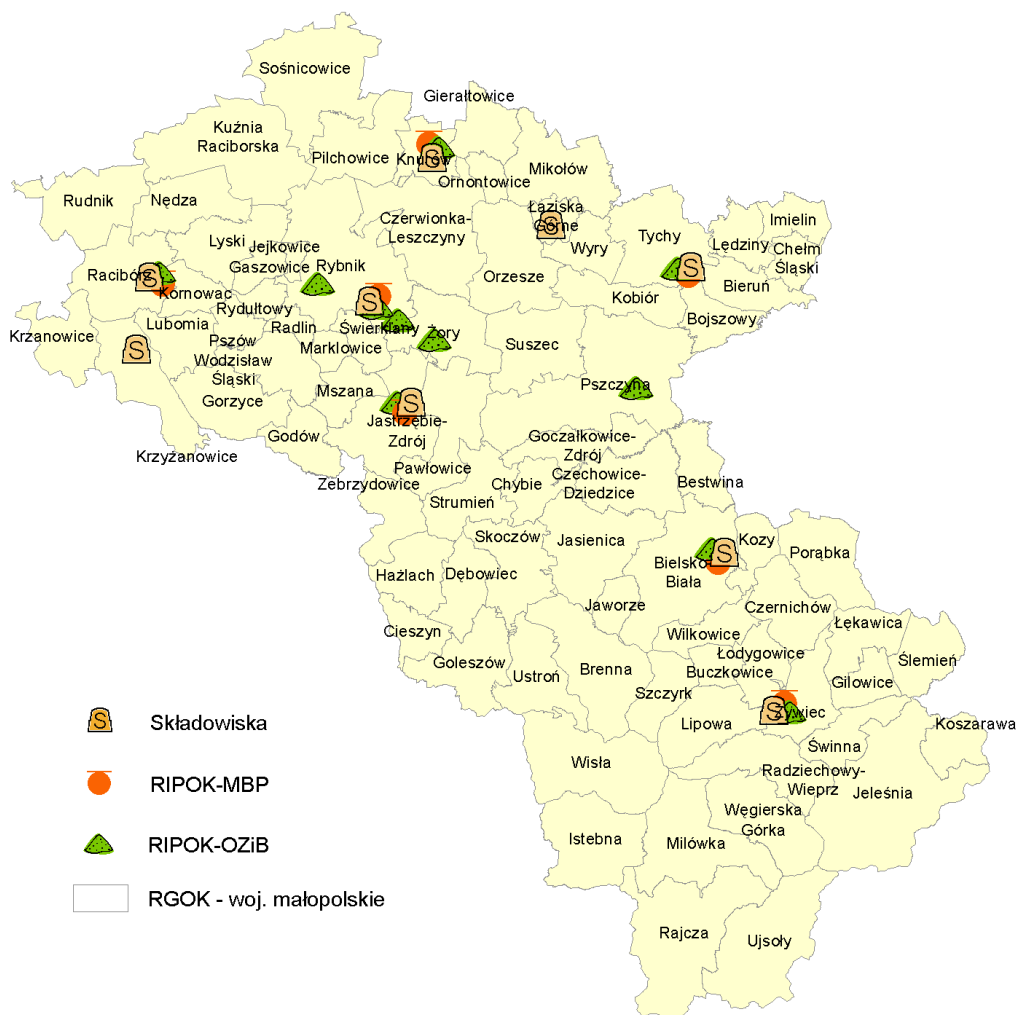 Sośnicowice
Gierałtowice
Kuźnia
Raciborska
Pilchowice
Knurów
S
Mikołów
Ornontowice
Rudnik
Nędza
Łaziska
Górne
S
Czerwionka-
Leszczyny
Wyry
Tychy
Imielin
Lędziny
Chełm
Śląski
Lyski
Jejkowice
Gaszowice
Rybnik
Orzesze
S
Bieruń
Racibórz
S
Kornowac
Kobiór
Rydułtowy
S
Bojszowy
Krzanowice
Lubomia
Radlin
Świerklany
Żory
S
Pszów
Marklowice
Suszec
Wodzisław
Śląski
Mszana
Pszczyna
Gorzyce
S
Jastrzębie-
Zdrój
Godów
Goczałkowice-
Zdrój
Krzyżanowice
Pawłowice
Zebrzydowice
Chybie
Czechowice-
Dziedzice
Bestwina
Strumień
Skoczów
Jasienica
Kozy
Porąbka
S
Bielsko-
Biała
Hażlach
Dębowiec
Jaworze
Czernichów
Łękawica
Cieszyn
Wilkowice
Łodygowice
Ślemień
Goleszów
Ustroń
Brenna
Buczkowice
Gilowice
Szczyrk
S
Żywiec
Lipowa
Koszarawa
Świnna
Wisła
Radziechowy-
Wieprz
Jeleśnia
Węgierska
Górka
Istebna
Milówka
Rajcza
Ujsoły
S
Składowiska
RIPOK-MBP
RIPOK-OZiB
RGOK - woj. małopolskie